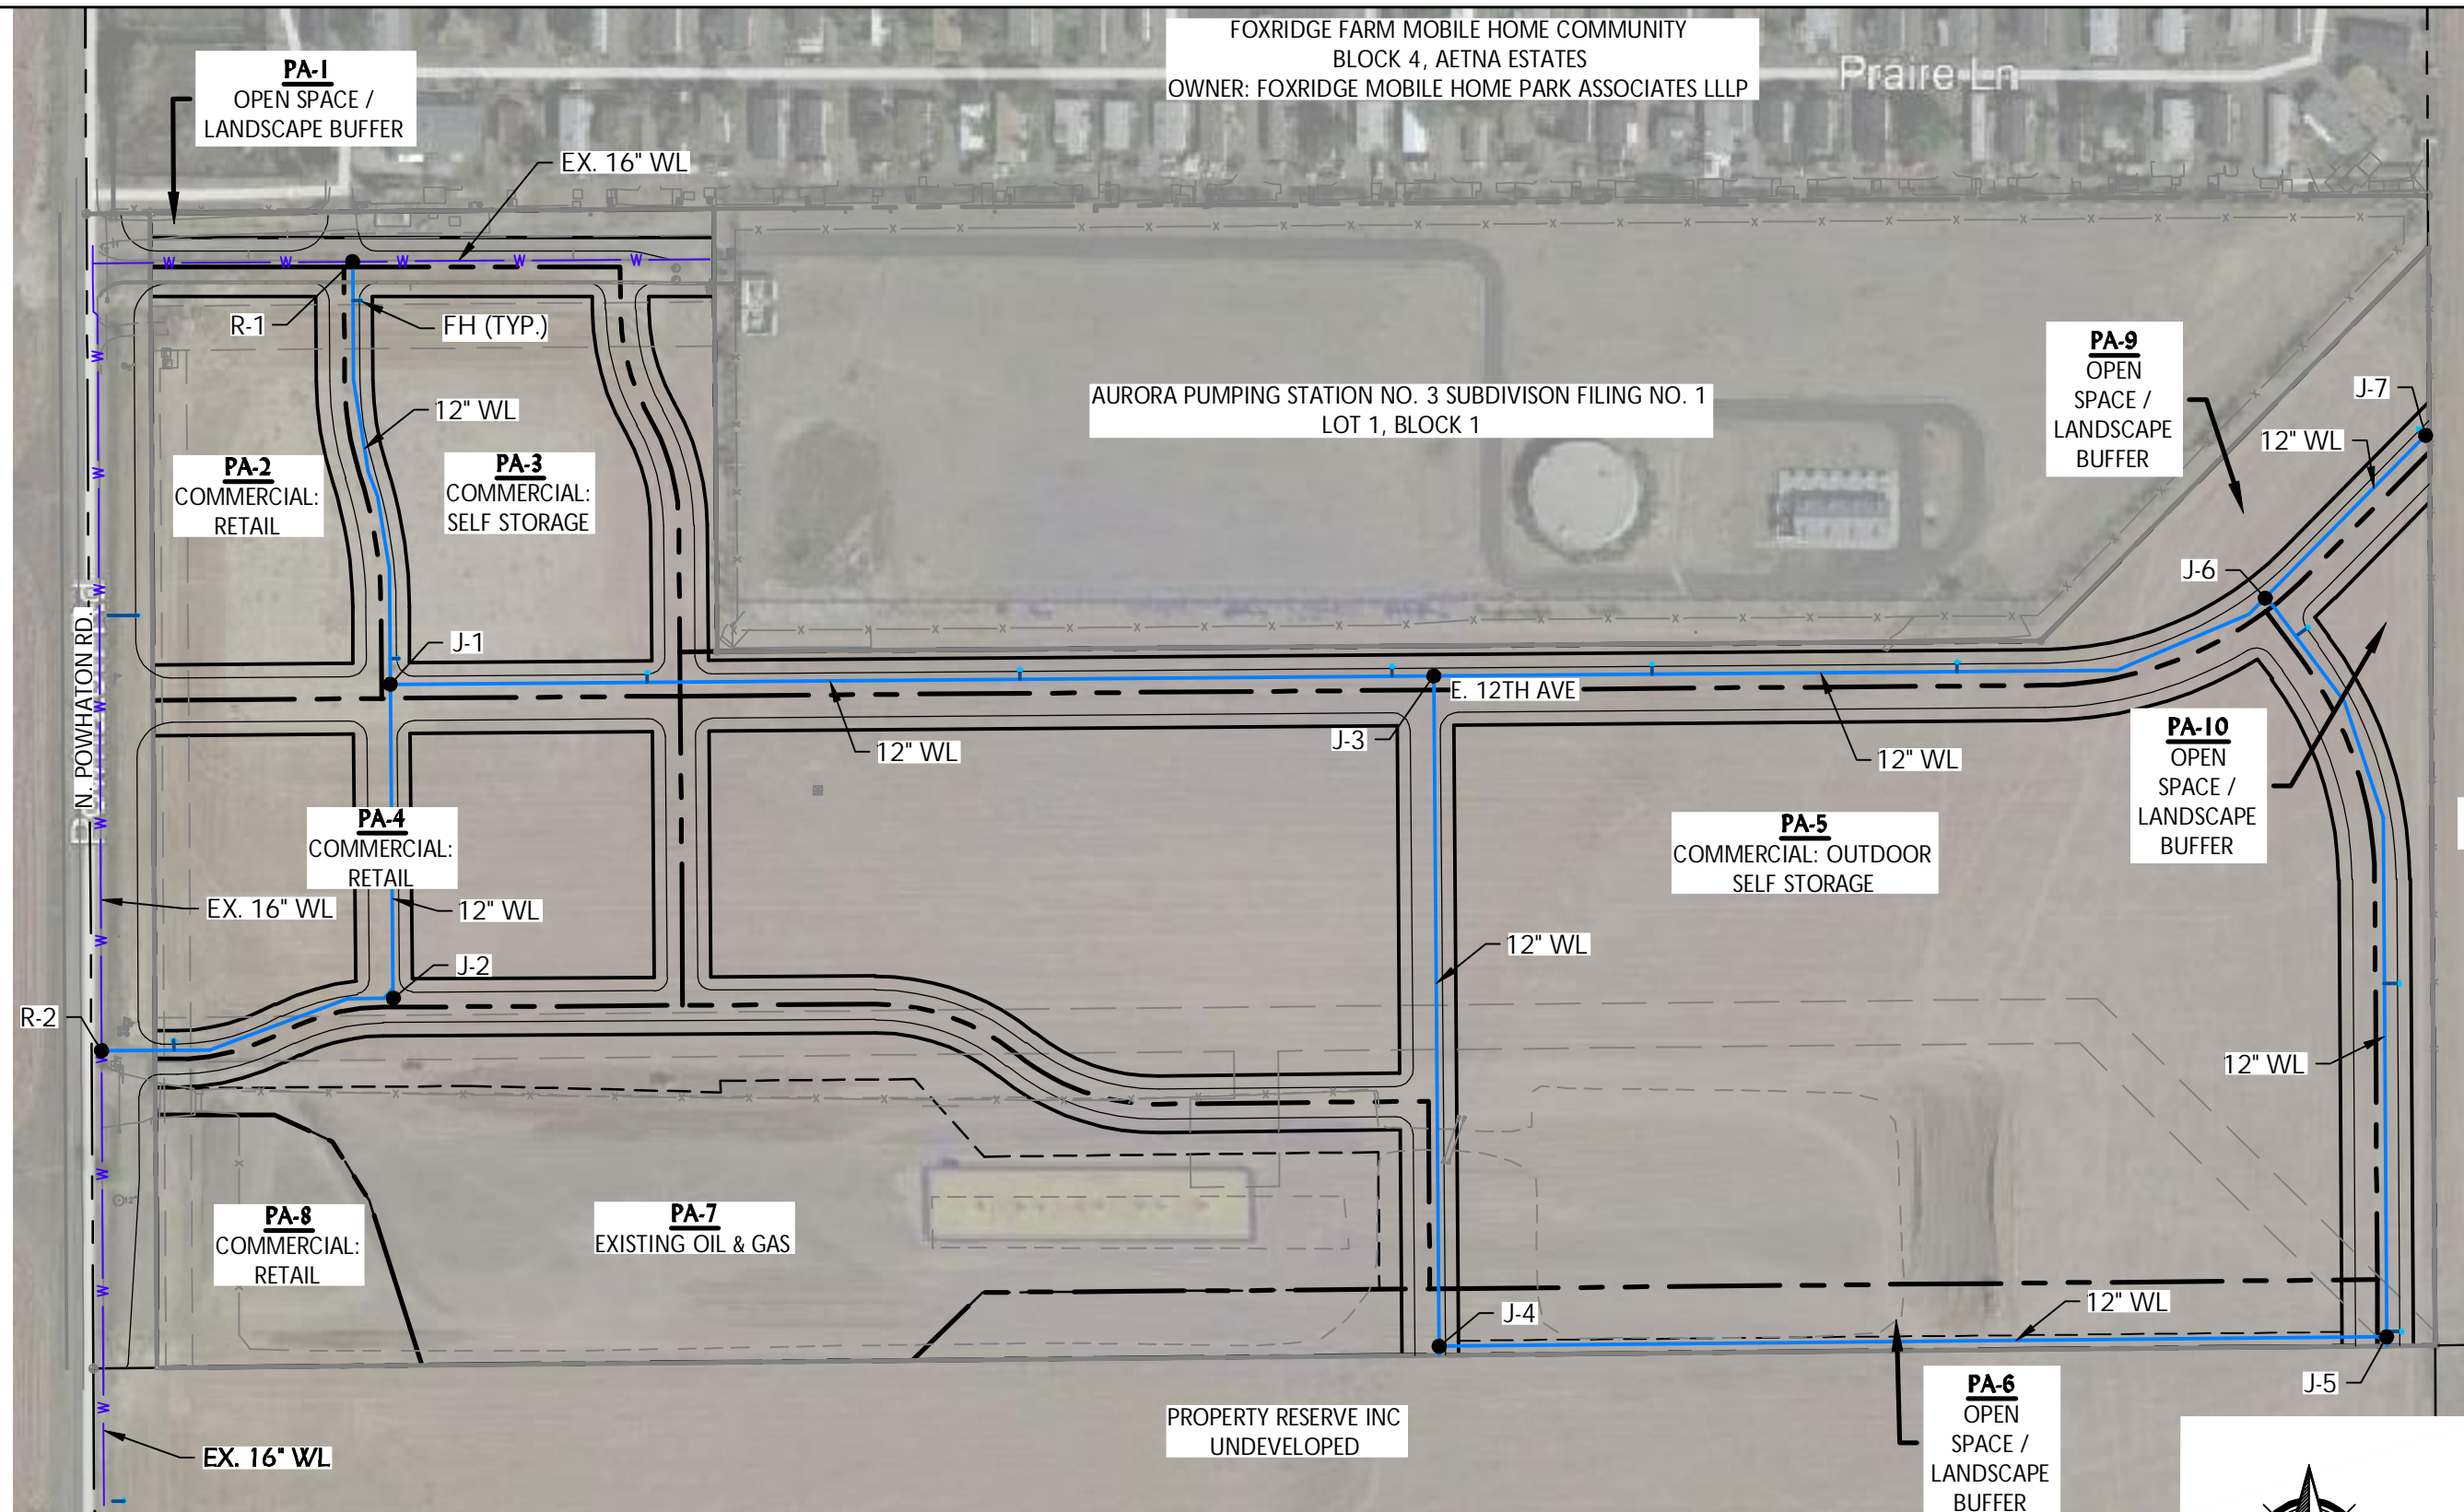 FOXRIDGE FARM MOBILE HOME COMMUNITY
BLOCK 4, AETNA ESTATES
OWNER: FOXRIDGE MOBILE HOME PARK ASSOCIATES LLLP
Praire Ln
PA-1
OPEN SPACE /
LANDSCAPE BUFFER
EX. 16" WL
W W W W W
R-1
FH (TYP.)
12" WL
PA-2
COMMERCIAL:
RETAIL
PA-3
COMMERCIAL:
SELF STORAGE
AURORA PUMPING STATION NO. 3 SUBDIVISON FILING NO. 1
LOT 1, BLOCK 1
PA-9
OPEN
SPACE /
LANDSCAPE
BUFFER
J-7
12" WL
J-6
N. POWHATON RD.
J-1
E. 12TH AVE
12" WL
J-3
12" WL
PA-10
OPEN
SPACE /
LANDSCAPE
BUFFER
PA-4
COMMERCIAL:
RETAIL
PA-5
COMMERCIAL: OUTDOOR
SELF STORAGE
EX. 16" WL
12" WL
12" WL
J-2
R-2
12" WL
PA-8
COMMERCIAL:
RETAIL
PA-7
EXISTING OIL & GAS
J-4
12" WL
J-5
PA-6
OPEN
SPACE /
LANDSCAPE
BUFFER
PROPERTY RESERVE INC
UNDEVELOPED
EX. 16" WL